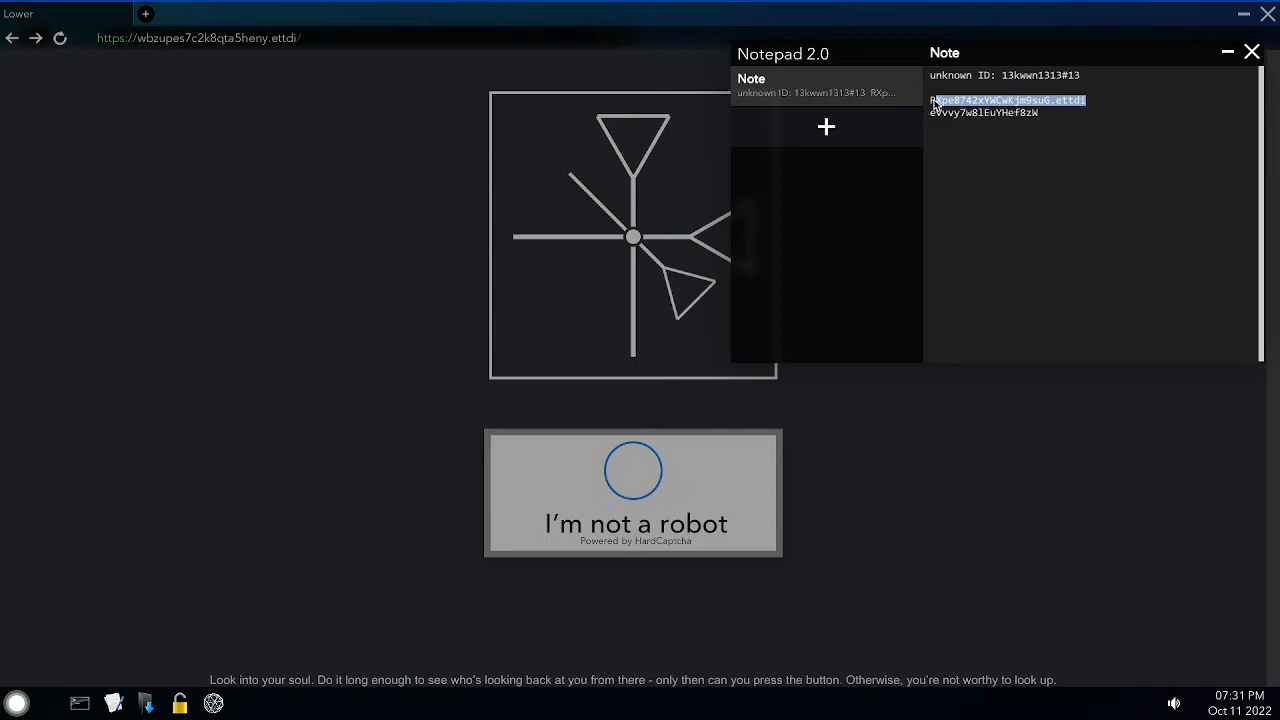 Lower
https://wbzupes7c2k8qta5heny.ettdi/
Notepad 2.0
Note
Note
unknown ID: 13kwwn1313#13 RXp...
unknown ID: 13kwwn1313#13
RXpe8742xYWCwKjm9suG.ettdi
eVvvy7w8lEuYHef8zW
I'm not a robot
Powered by HardCaptcha
Look into your soul. Do it long enough to see who's looking back at you from there - only then can you press the button. Otherwise, you're not worthy to look up.
07:31 PM
Oct 11 2022